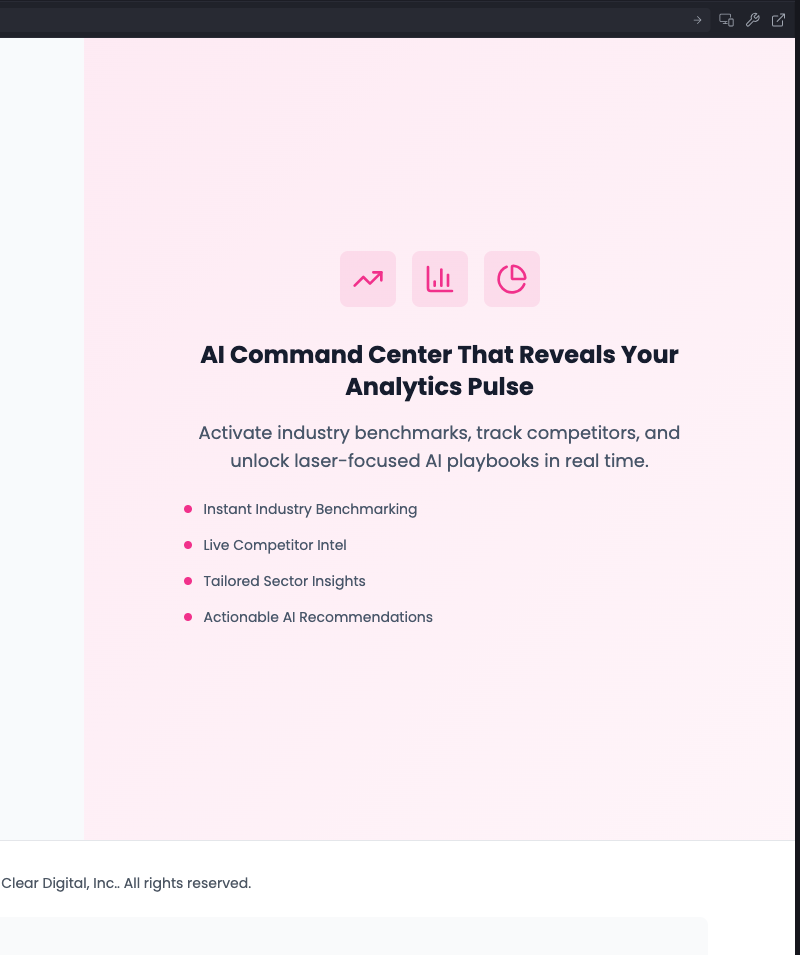 AI Command Center That Reveals Your
Analytics Pulse
Activate industry benchmarks, track competitors, and
unlock laser-focused AI playbooks in real time.
Instant Industry Benchmarking
Live Competitor Intel
Tailored Sector Insights
Actionable AI Recommendations
Clear Digital, Inc.. All rights reserved.